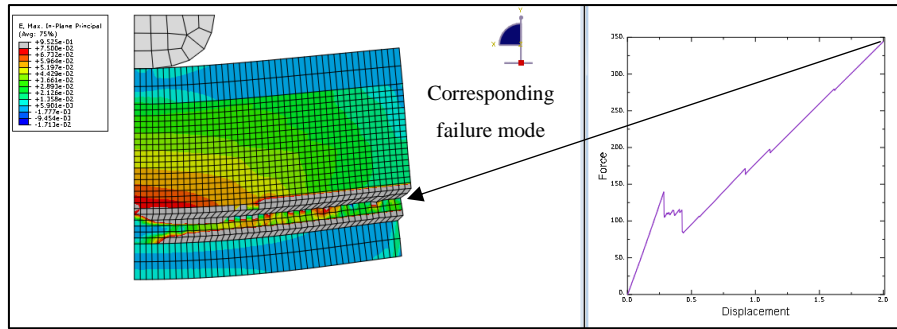 E, Max. In-Plane Principal
(Avg: 75%)
+9.525e-01
+7.500e-02
+6.732e-02
+5.964e-02
+5.197e-02
+4.429e-02
+3.661e-02
+2.893e-02
+2.126e-02
+1.358e-02
+5.901e-03
-1.777e-03
-9.454e-03
-1.713e-02
Y
X
Corresponding
failure mode
350.
300.
250.
200.
150.
100.
50.
0.
Force
0.0
0.5
1.0
1.5
2.0
Displacement